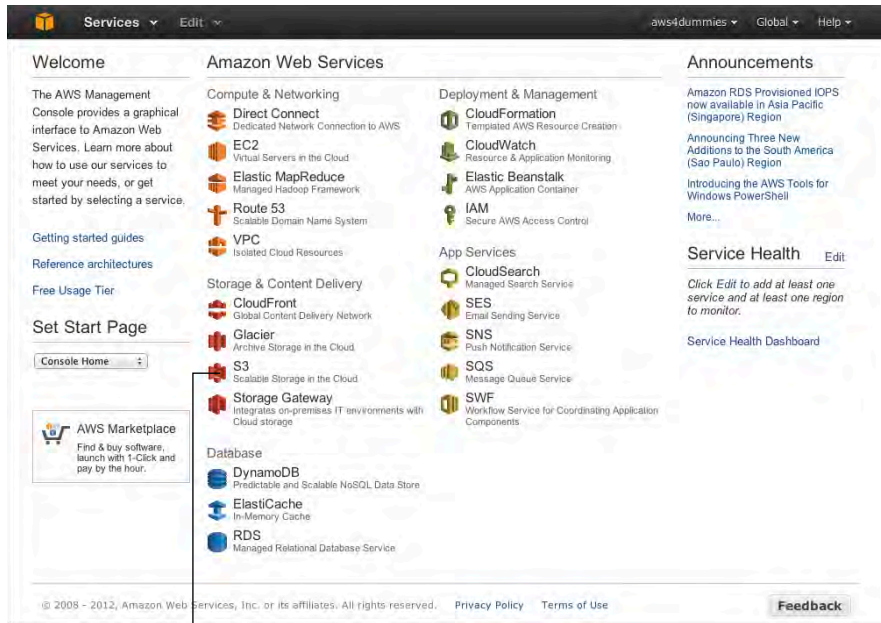 Services Edit aws4dummies Global Help
Welcome
The AWS Management
Console provides a graphical
interface to Amazon Web
Services. Learn more about
how to use our services to
meet your needs, or get
started by selecting a service.
Getting started guides
Reference architectures
Free Usage Tier
Set Start Page
Console Home
AWS Marketplace
Find & buy software,
launch with 1-Click and
pay by the hour.
Amazon Web Services
Compute & Networking
Direct Connect
Dedicated Network Connection to AWS
EC2
Virtual Servers in the Cloud
Elastic MapReduce
Managed Hadoop Framework
Route 53
Scalable Domain Name System
VPC
Isolated Cloud Resources
Storage & Content Delivery
CloudFront
Global Content Delivery Network
Glacier
Archive Storage in the Cloud
S3
Scalable Storage in the Cloud
Storage Gateway
Integrates on-premises IT environments with
Cloud storage
Database
DynamoDB
Predictable and Scalable NoSQL Data Store
ElastiCache
In-Memory Cache
RDS
Managed Relational Database Service
Deployment & Management
CloudFormation
Templated AWS Resource Creation
CloudWatch
Resource & Application Monitoring
Elastic Beanstalk
AWS Application Container
IAM
Secure AWS Access Control
App Services
CloudSearch
Managed Search Service
SES
Email Sending Service
SNS
Push Notification Service
SQS
Message Queue Service
SWF
Workflow Service for Coordinating Application
Components
Announcements
Amazon RDS Provisioned IOPS
now available in Asia Pacific
(Singapore) Region
Announcing Three New
Additions to the South America
(Sao Paulo) Region
Introducing the AWS Tools for
Windows PowerShell
More...
Service Health Edit
Click Edit to add at least one
service and at least one region
to monitor.
Service Health Dashboard
© 2008 - 2012, Amazon Web Services, Inc. or its affiliates. All rights reserved. Privacy Policy Terms of Use Feedback